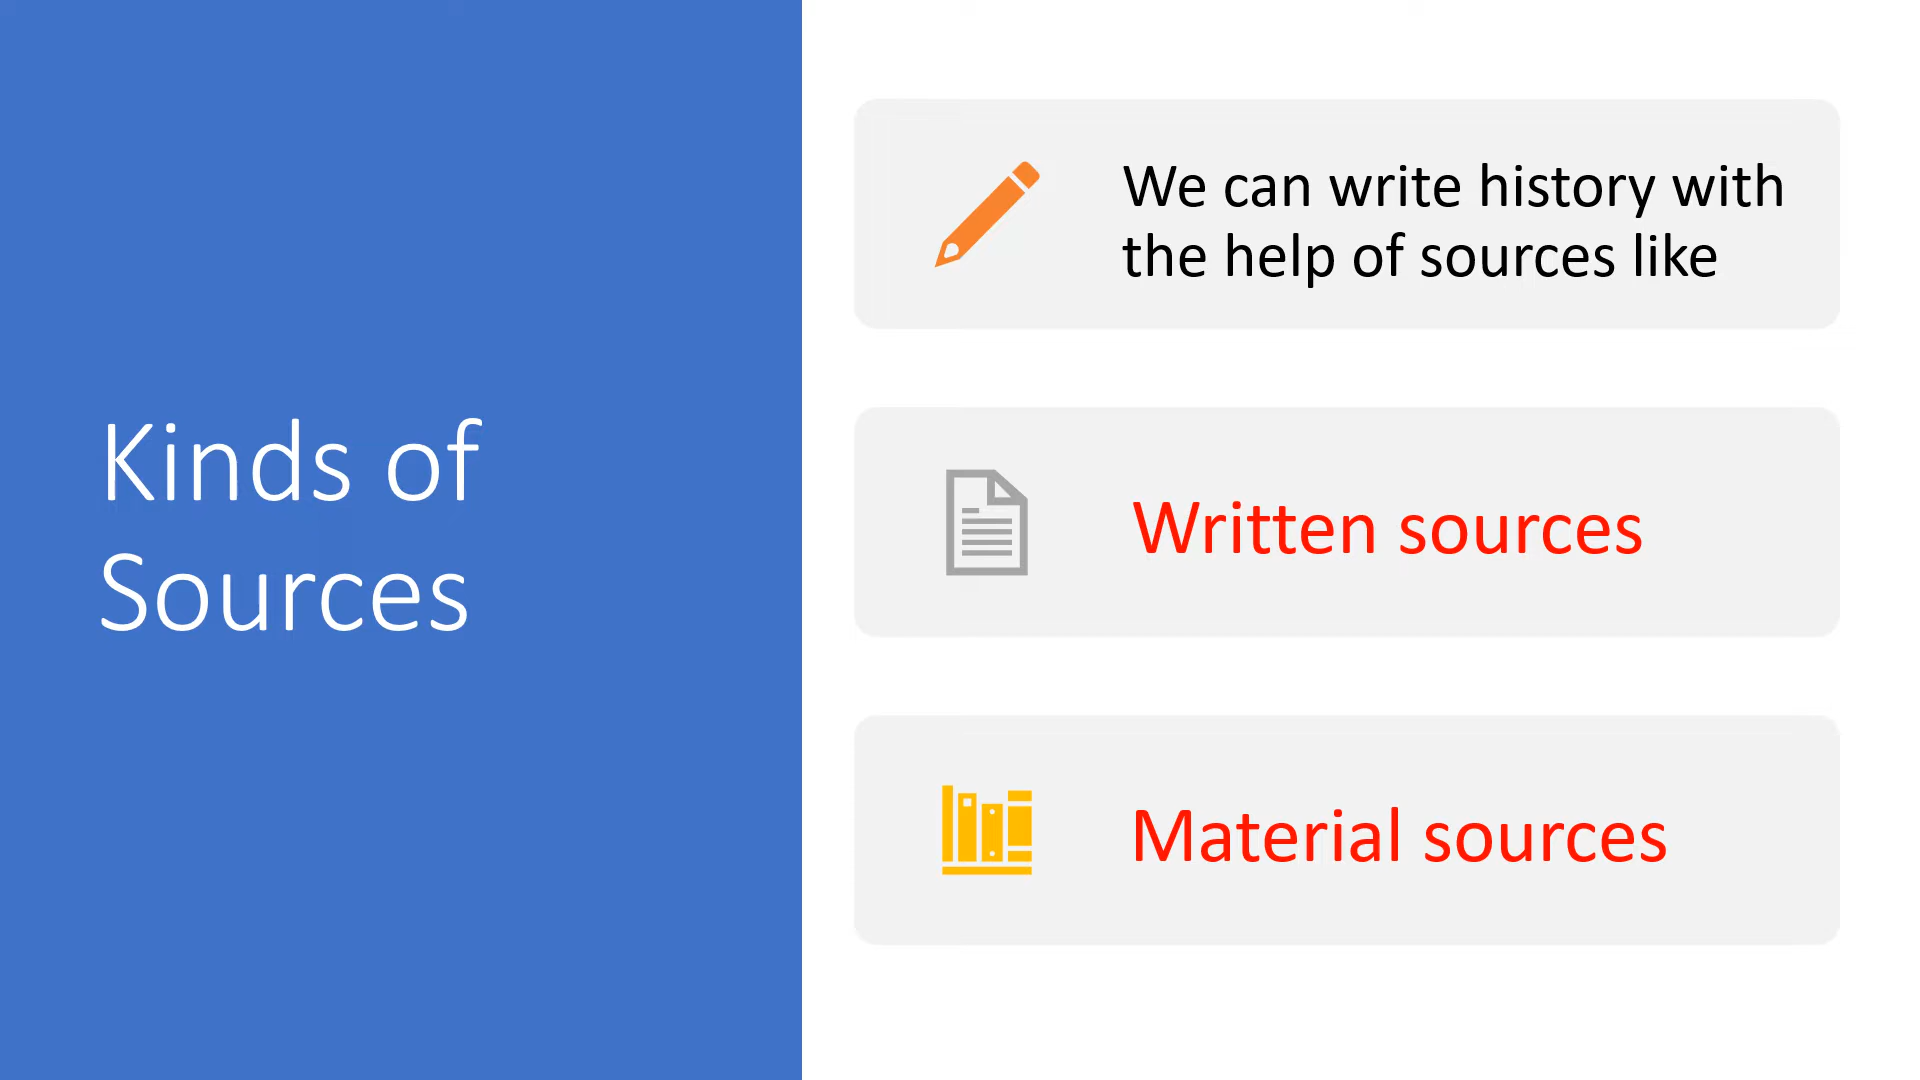 Kinds of
Sources
We can write history with
the help of sources like
Written sources
Material sources